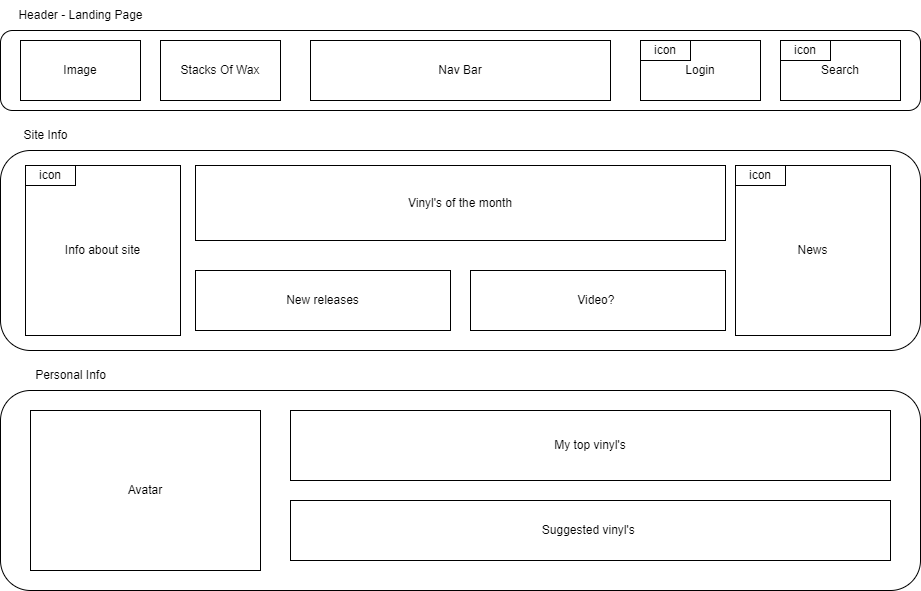 Header - Landing Page
Image
Stacks Of Wax
Nav Bar
icon
Login
icon
Search
Site Info
icon
Info about site
Vinyl's of the month
New releases
Video?
icon
News
Personal Info
Avatar
My top vinyl's
Suggested vinyl's